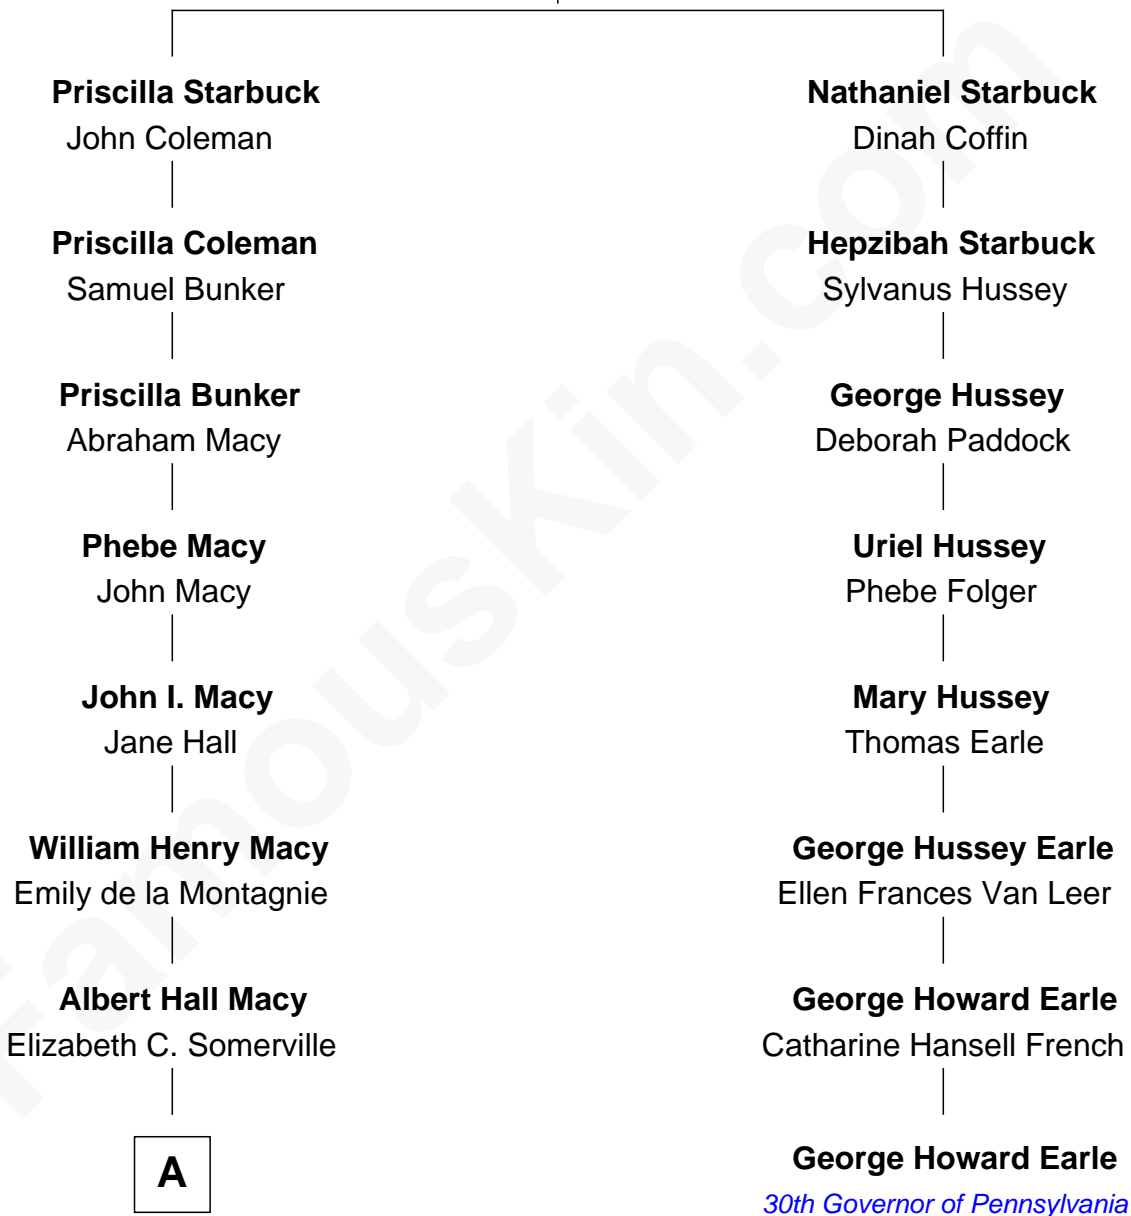 Priscilla Starbuck
John Coleman
Nathaniel Starbuck
Dinah Coffin
Priscilla Coleman
Samuel Bunker
Hepzibah Starbuck
Sylvanus Hussey
Priscilla Bunker
Abraham Macy
George Hussey
Deborah Paddock
Phebe Macy
John Macy
Uriel Hussey
Phebe Folger
John I. Macy
Jane Hall
Mary Hussey
Thomas Earle
William Henry Macy
Emily de la Montagnie
George Hussey Earle
Ellen Frances Van Leer
Albert Hall Macy
Elizabeth C. Somerville
George Howard Earle
Catharine Hansell French
A
George Howard Earle
30th Governor of Pennsylvania
FamousKin.com